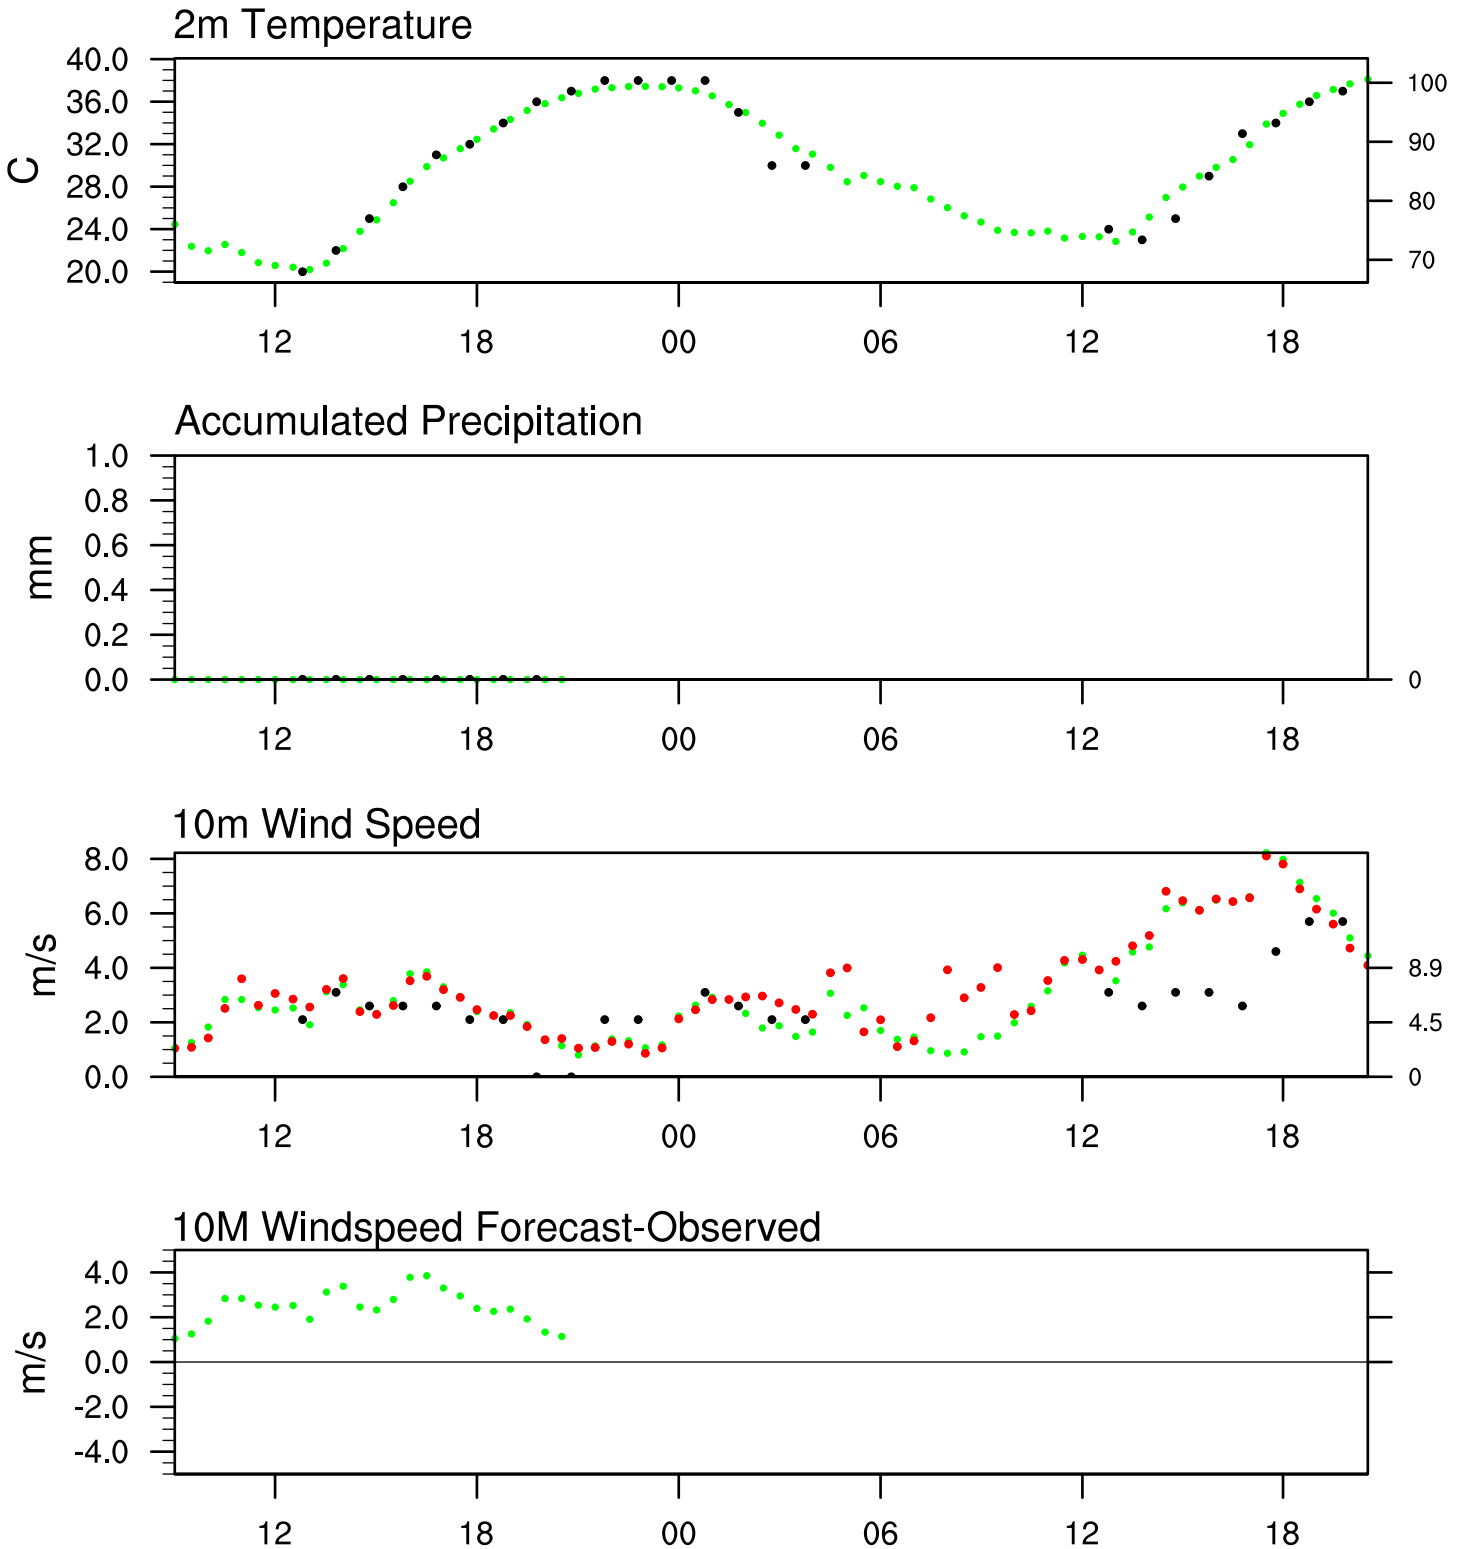 2m Temperature
40.0
36.0
32.0
28.0
24.0
20.0
C
100
90
80
70
12 18 00 06 12 18
Accumulated Precipitation
1.0
0.8
0.6
0.4
0.2
0.0
mm
0
12 18 00 06 12 18
10m Wind Speed
8.0
6.0
4.0
2.0
0.0
m/s
8.9
4.5
0
12 18 00 06 12 18
10M Windspeed Forecast-Observed
4.0
2.0
0.0
-2.0
-4.0
m/s
12 18 00 06 12 18